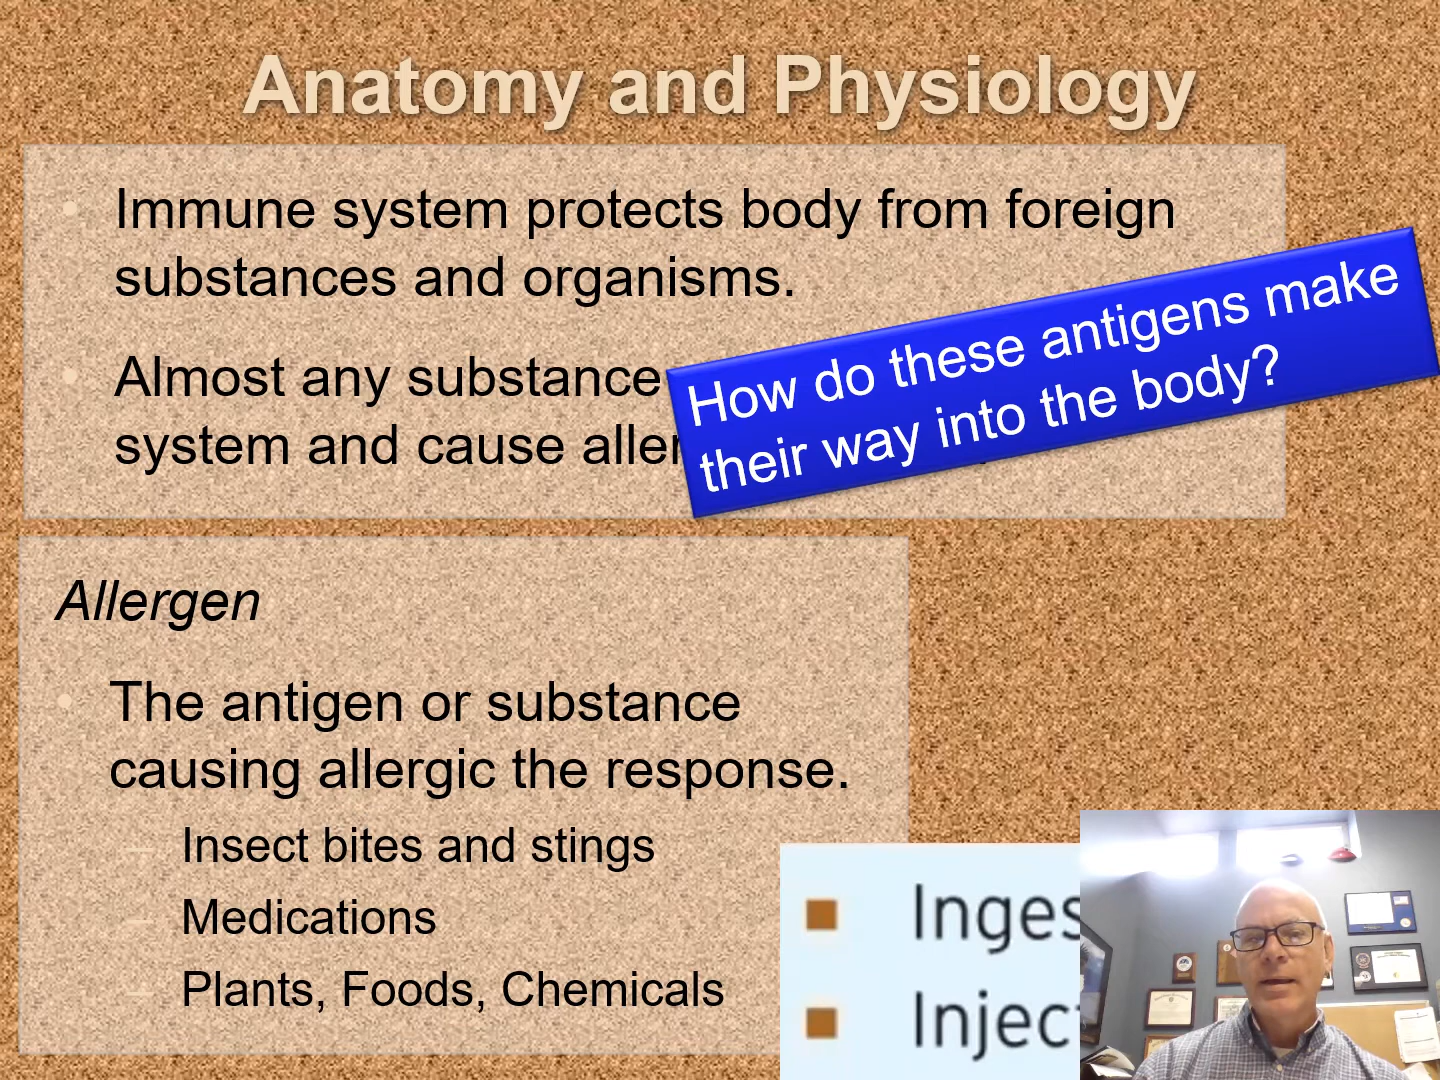 Anatomy and Physiology
Immune system protects body from foreign
substances and organisms.
Almost any substance
system and cause aller
How do these antigens make
their way into the body?
Allergen
The antigen or substance
causing allergic the response.
– Insect bites and stings
– Medications
– Plants, Foods, Chemicals
Inges
Injec